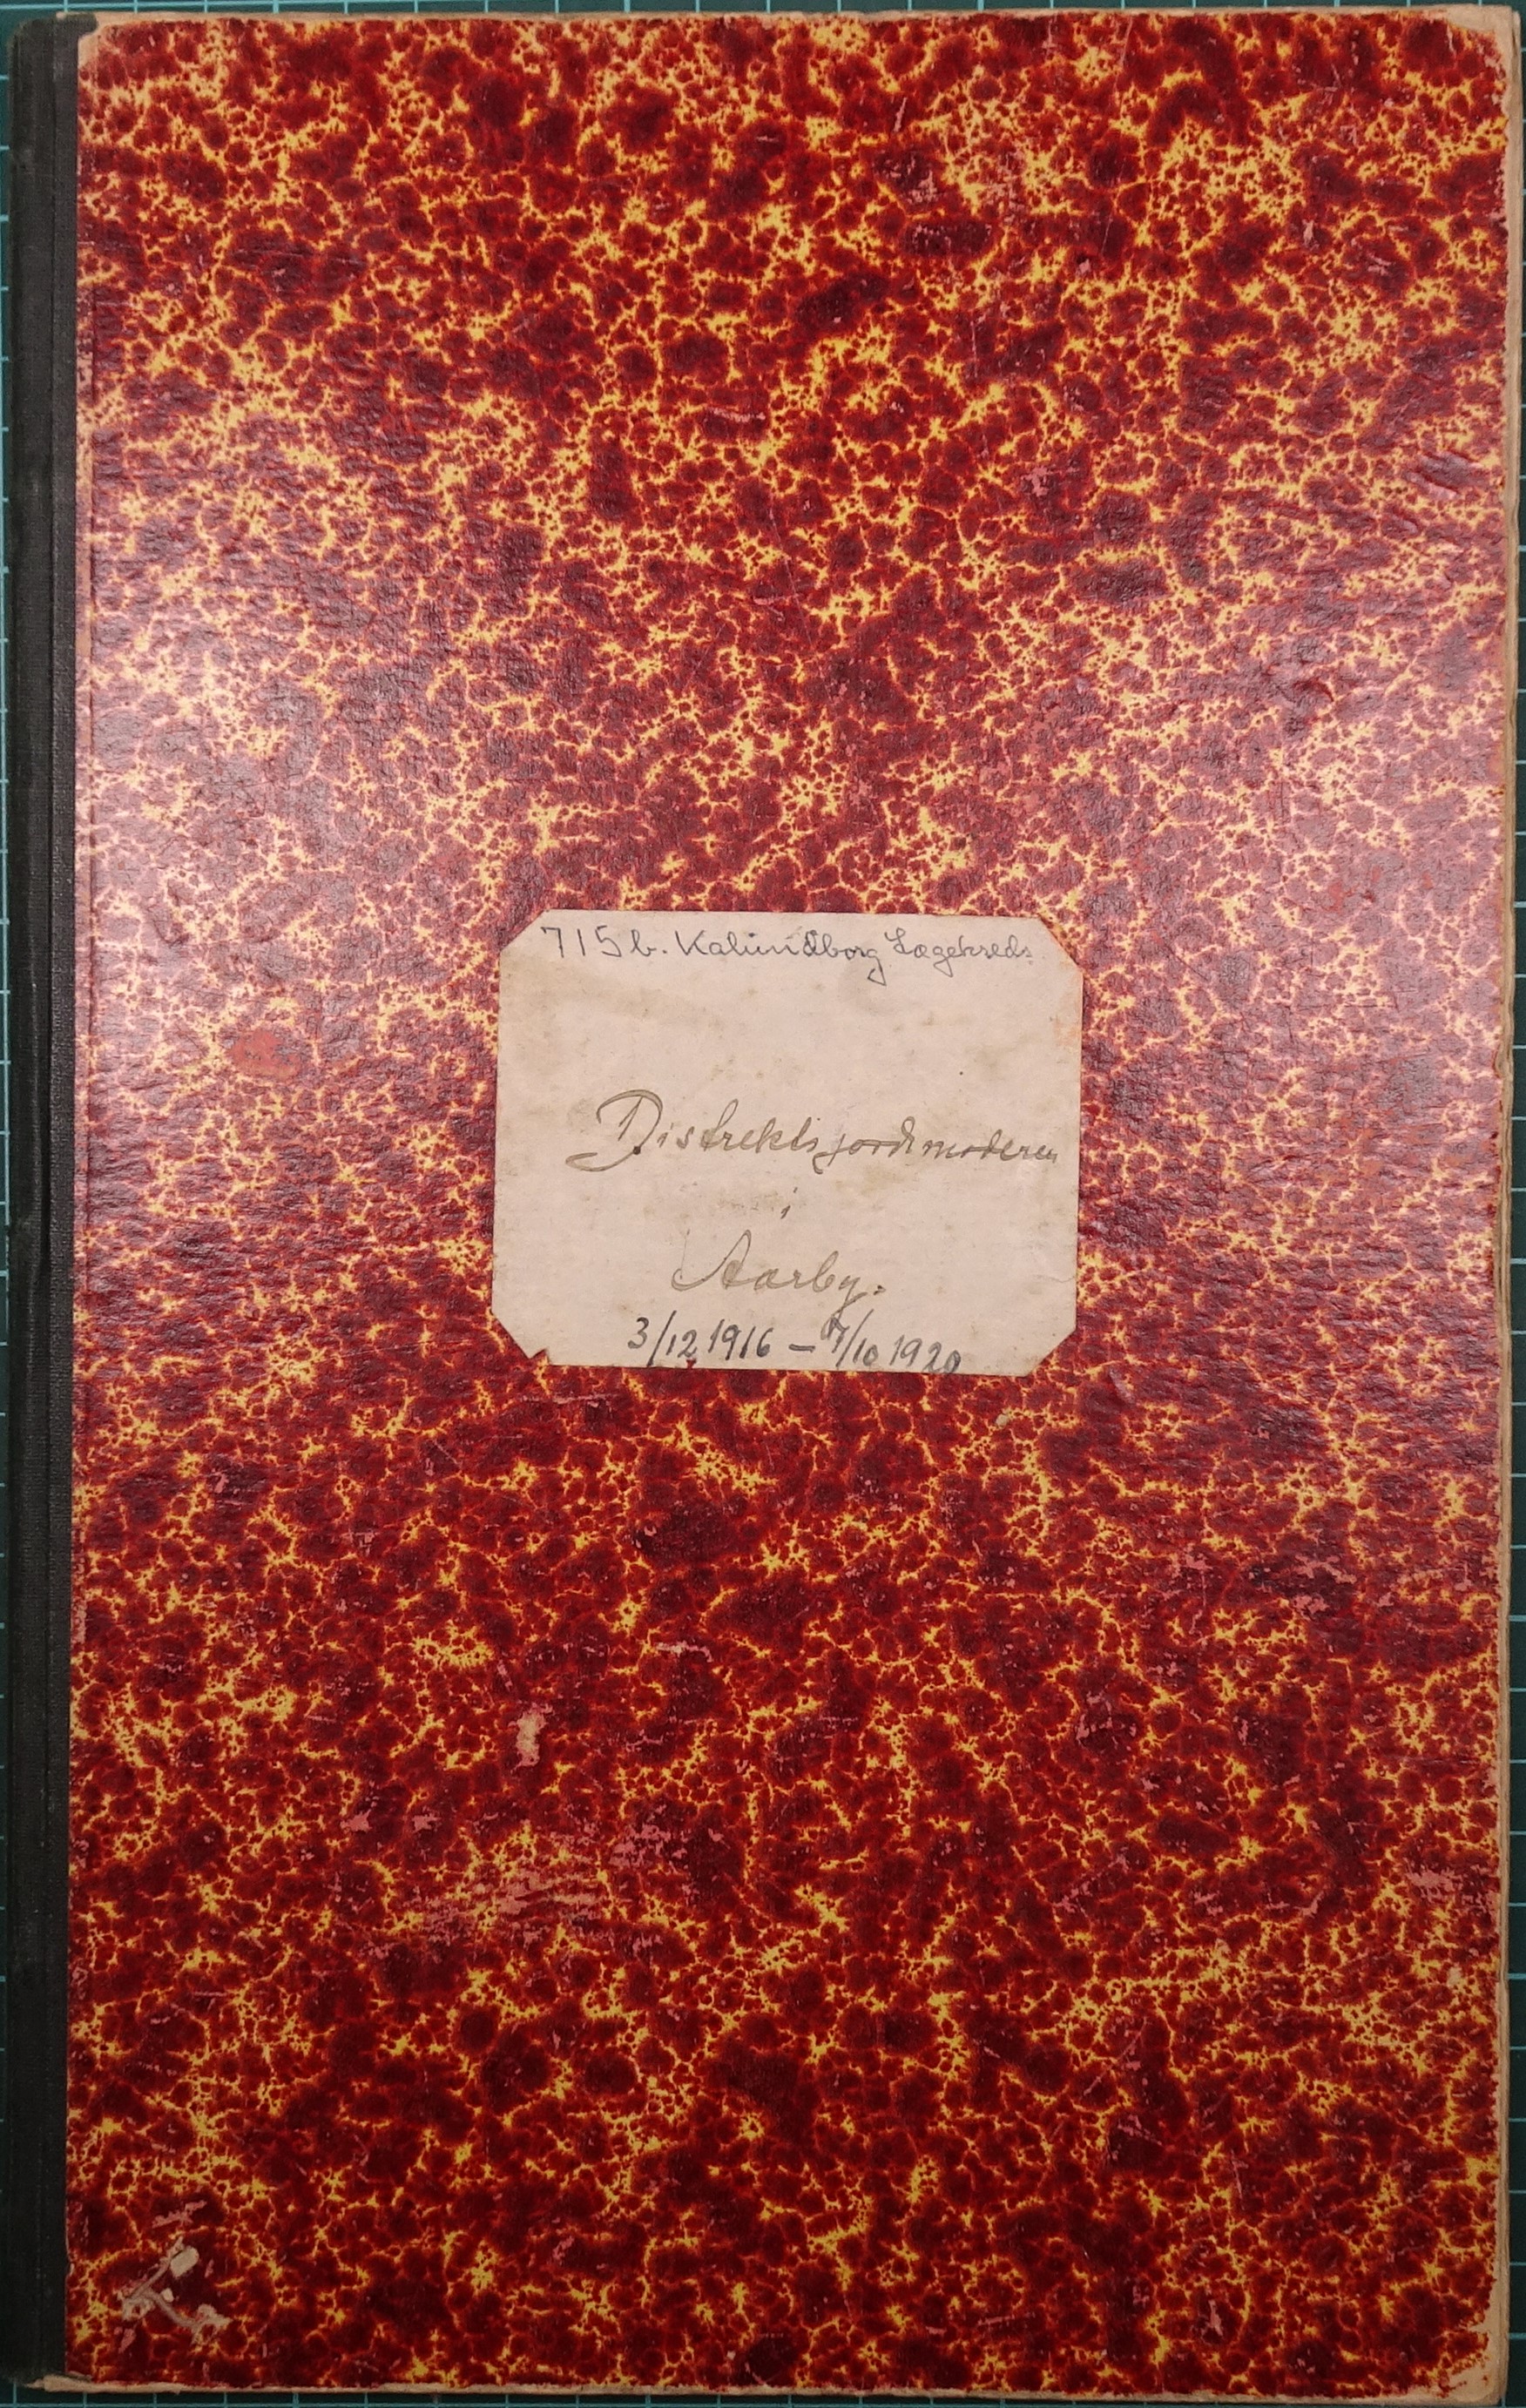 715 b. Kalundborg Lægekreds
Distriktsjordmoderen
i
Aarby.
3/12 1916 – 7/10 1920